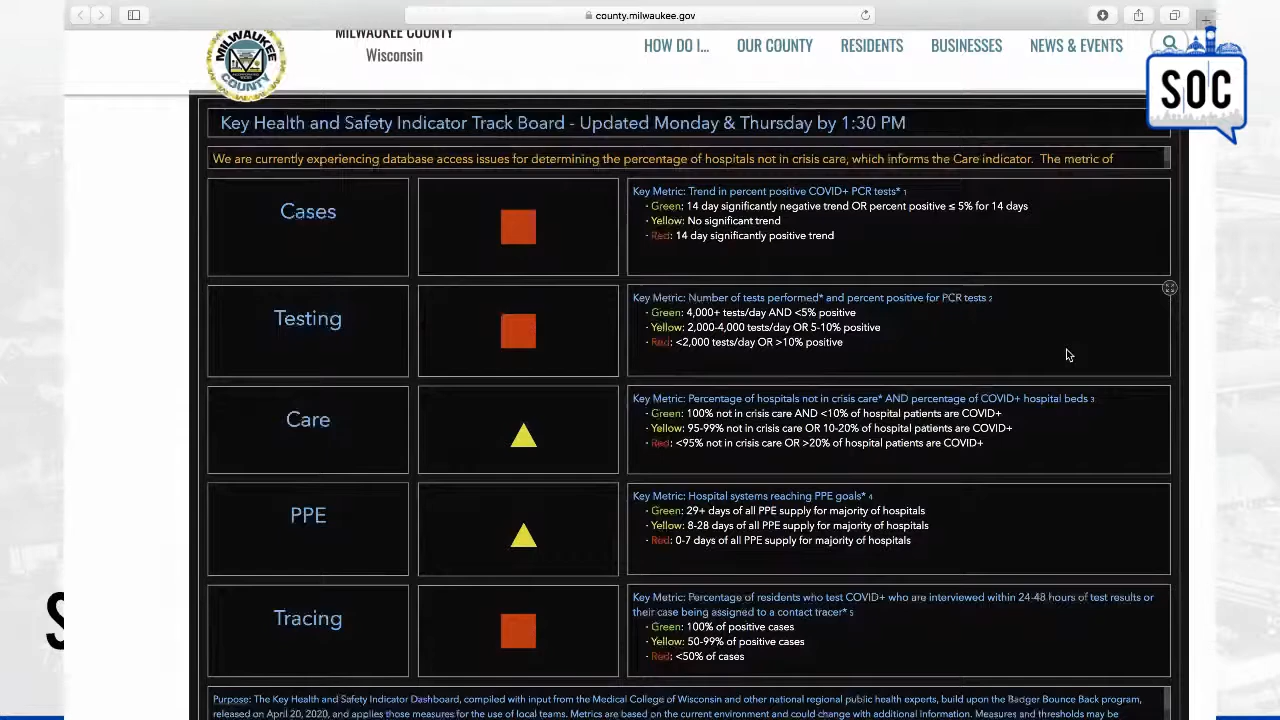 county.milwaukee.gov
MILWAUKEE COUNTY
Wisconsin
MILWAUKEE
COUNTY
HOW DO I... OUR COUNTY RESIDENTS BUSINESSES NEWS & EVENTS
SOC
Key Health and Safety Indicator Track Board - Updated Monday & Thursday by 1:30 PM
We are currently experiencing database access issues for determining the percentage of hospitals not in crisis care, which informs the Care indicator. The metric of
Cases
Key Metric: Trend in percent positive COVID+ PCR tests* 1
· Green: 14 day significantly negative trend OR percent positive ≤ 5% for 14 days
· Yellow: No significant trend
· Red: 14 day significantly positive trend
Testing
Key Metric: Number of tests performed* and percent positive for PCR tests 2
· Green: 4,000+ tests/day AND <5% positive
· Yellow: 2,000-4,000 tests/day OR 5-10% positive
· Red: <2,000 tests/day OR >10% positive
Care
Key Metric: Percentage of hospitals not in crisis care* AND percentage of COVID+ hospital beds 3
· Green: 100% not in crisis care AND <10% of hospital patients are COVID+
· Yellow: 95-99% not in crisis care OR 10-20% of hospital patients are COVID+
· Red: <95% not in crisis care OR >20% of hospital patients are COVID+
PPE
Key Metric: Hospital systems reaching PPE goals* 4
· Green: 29+ days of all PPE supply for majority of hospitals
· Yellow: 8-28 days of all PPE supply for majority of hospitals
· Red: 0-7 days of all PPE supply for majority of hospitals
Tracing
Key Metric: Percentage of residents who test COVID+ who are interviewed within 24-48 hours of test results or
their case being assigned to a contact tracer* 5
· Green: 100% of positive cases
· Yellow: 50-99% of positive cases
· Red: <50% of cases
Purpose: The Key Health and Safety Indicator Dashboard, compiled with input from the Medical College of Wisconsin and other national regional public health experts, build upon the Badger Bounce Back program,
released on April 20, 2020, and applies those measures for the use of local teams. Metrics are based on the current environment and could change with additional information. Measures and thresholds may be